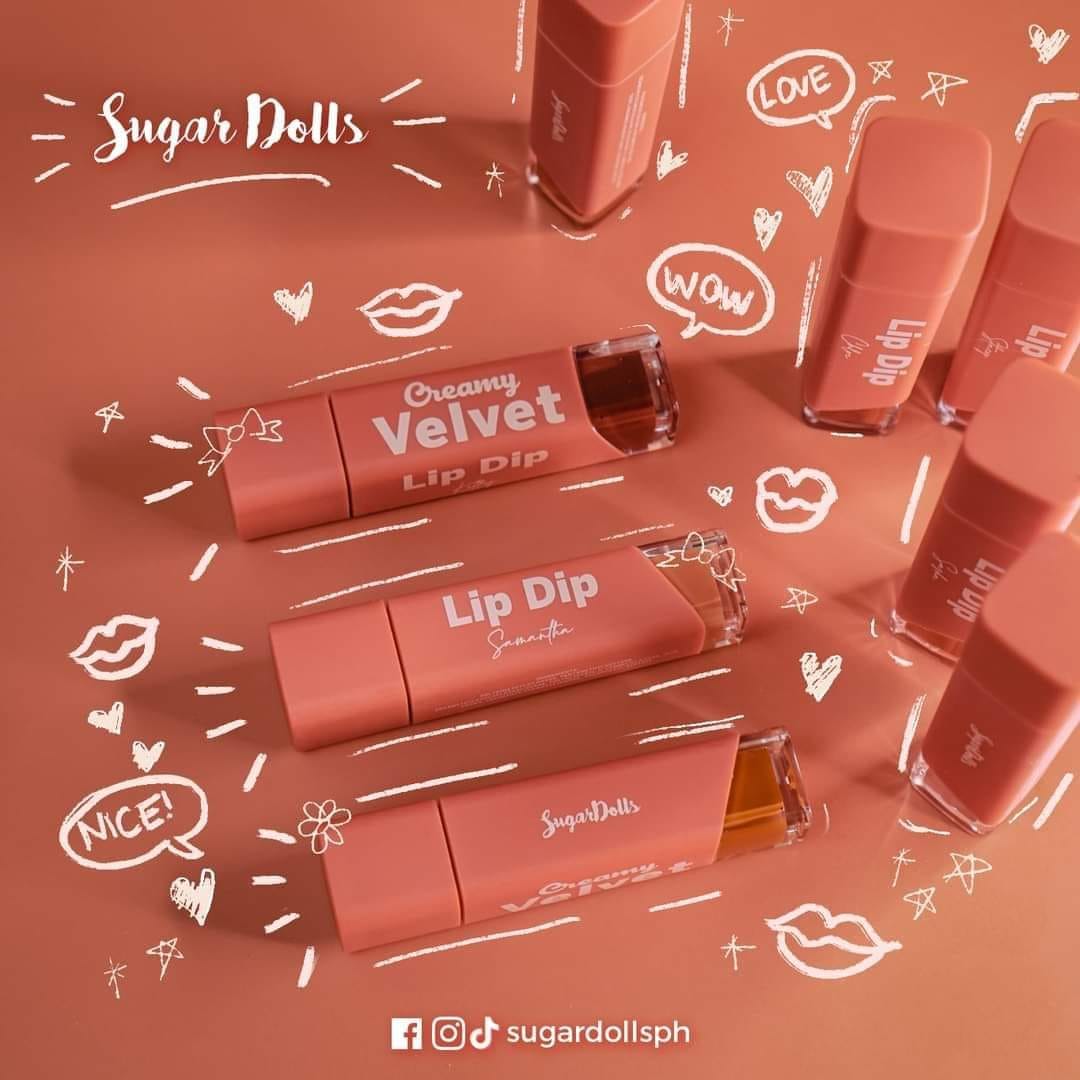 Sugar Dolls
LOVE
WOW
Lip Dip
Lip
Creamy
Velvet
Lip Dip
Lip Dip
Samantha
Lip Dip
NICE!
SugarDolls
Creamy
Velvet
sugardollsph